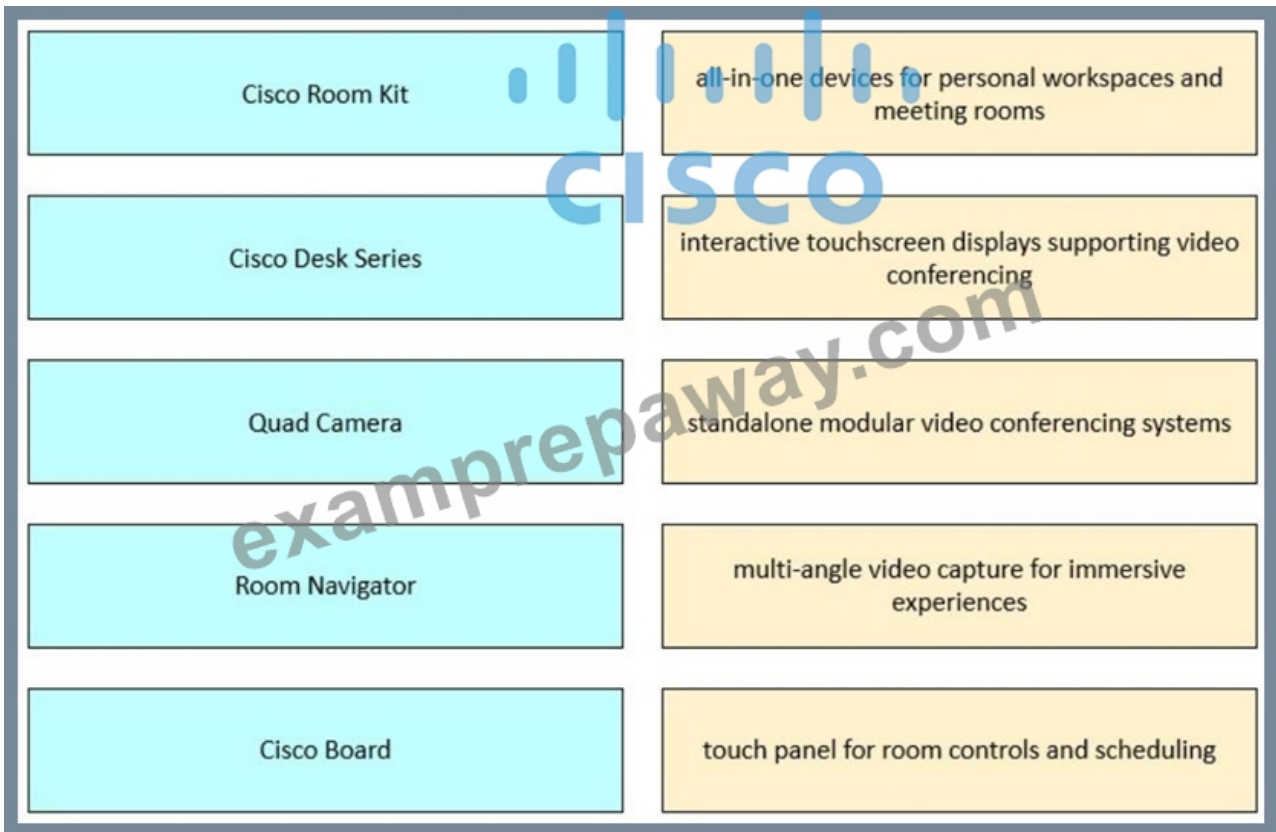 Cisco Room Kit
all-in-one devices for personal workspaces and
meeting rooms
CISCO
Cisco Desk Series
interactive touchscreen displays supporting video
conferencing
Quad Camera
standalone modular video conferencing systems
examprepaway.com
Room Navigator
multi-angle video capture for immersive
experiences
Cisco Board
touch panel for room controls and scheduling